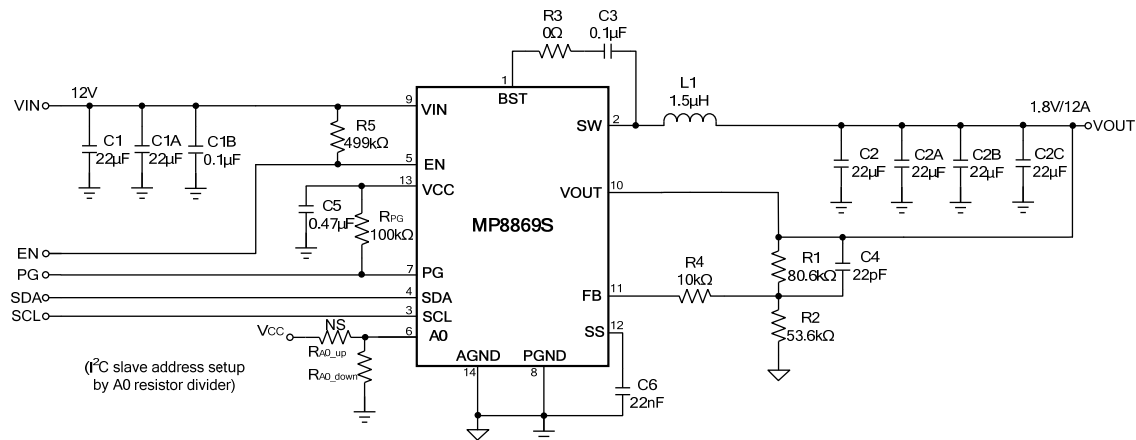 R3
0Ω
C3
0.1μF
1
BST
VIN
12V
9
VIN
C1
22μF
C1A
22μF
C1B
0.1μF
R5
499kΩ
5
EN
13
VCC
C5
0.47μF
RPG
100kΩ
EN
PG
7
PG
SDA
4
SDA
SCL
3
SCL
VCC
NS
6
A0
RA0_up
RA0_down
(I²C slave address setup
by A0 resistor divider)
MP8869S
AGND
14
PGND
8
SW
2
L1
1.5μH
1.8V/12A
VOUT
C2
22μF
C2A
22μF
C2B
22μF
C2C
22μF
VOUT
10
R1
80.6kΩ
C4
22pF
R4
10kΩ
FB
11
R2
53.6kΩ
SS
12
C6
22nF